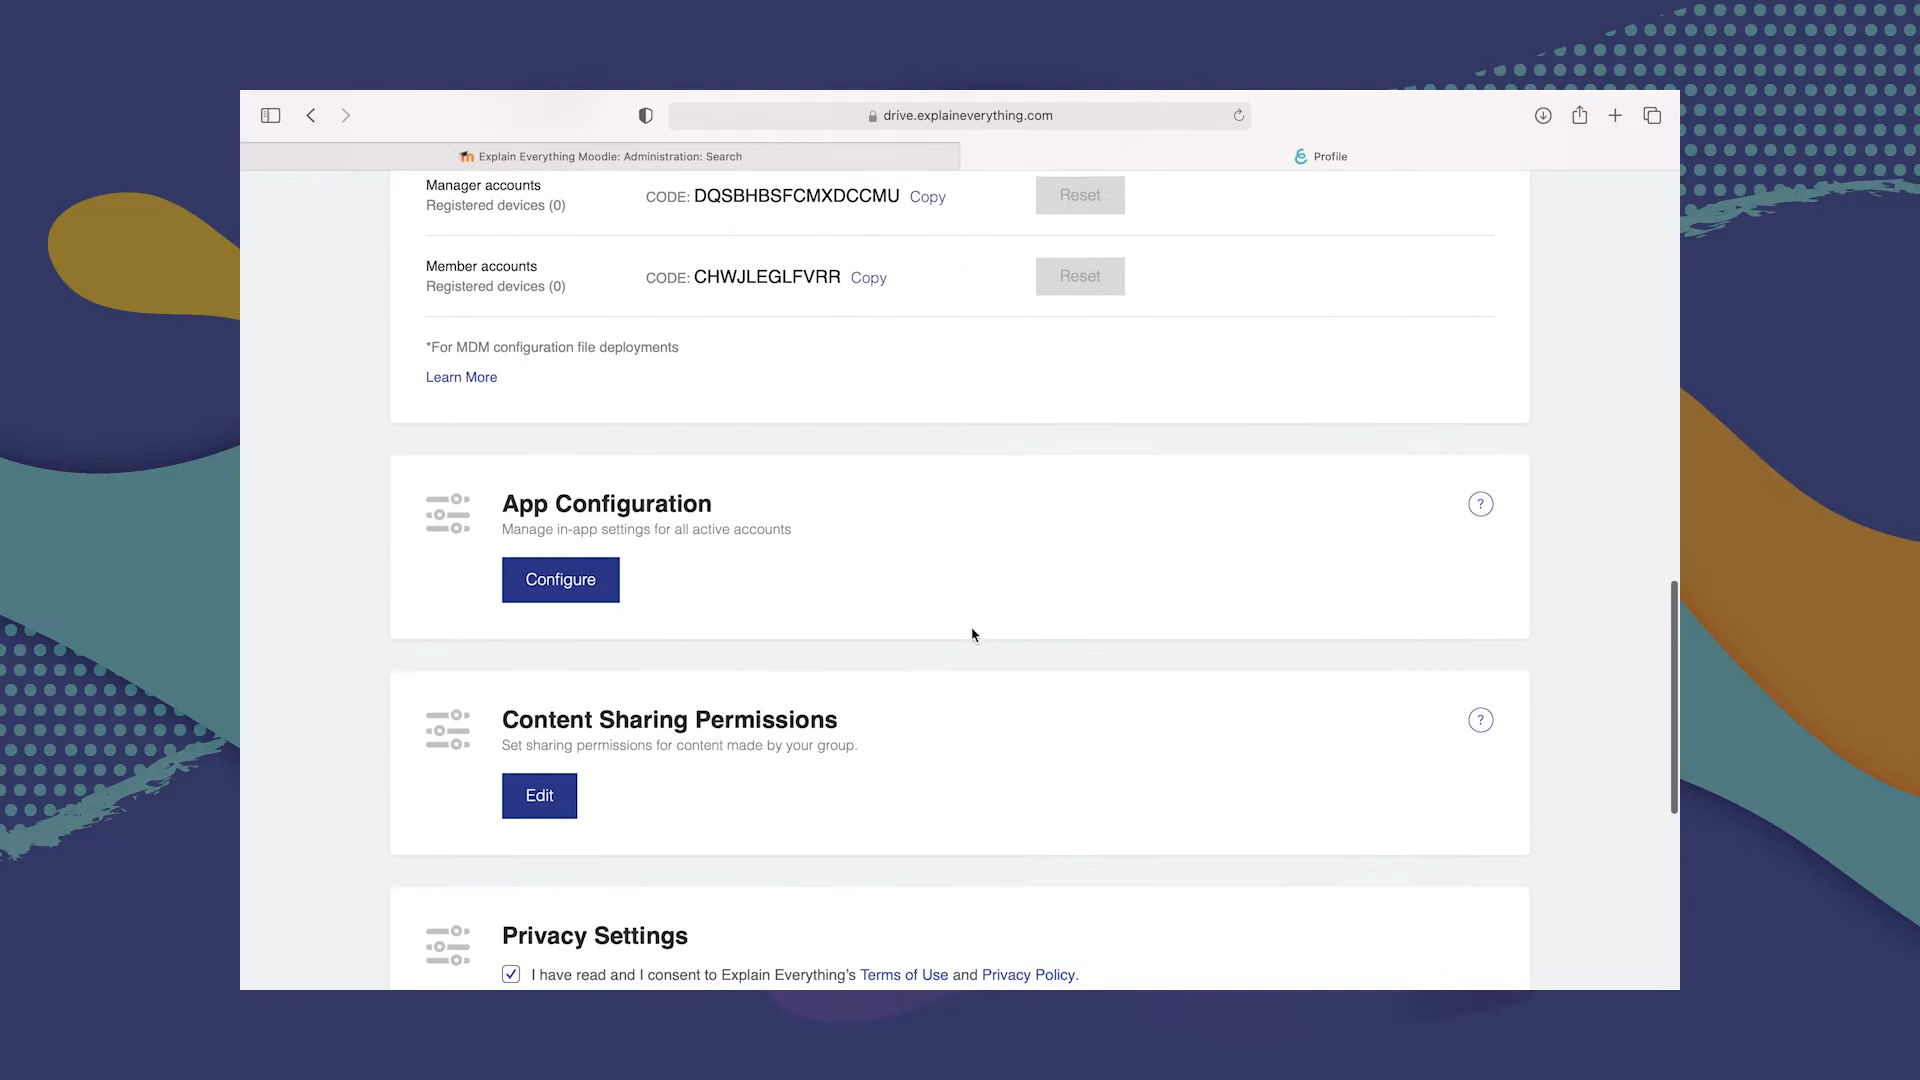 drive.explaineverything.com
Explain Everything Moodle: Administration: Search
Profile
Manager accounts
Registered devices (0)
CODE: DQSBHBSFCMXDCCMU Copy
Reset
Member accounts
Registered devices (0)
CODE: CHWJLEGLFVRR Copy
Reset
*For MDM configuration file deployments
Learn More
App Configuration
?
Manage in-app settings for all active accounts
Configure
Content Sharing Permissions
?
Set sharing permissions for content made by your group.
Edit
Privacy Settings
I have read and I consent to Explain Everything's Terms of Use and Privacy Policy.